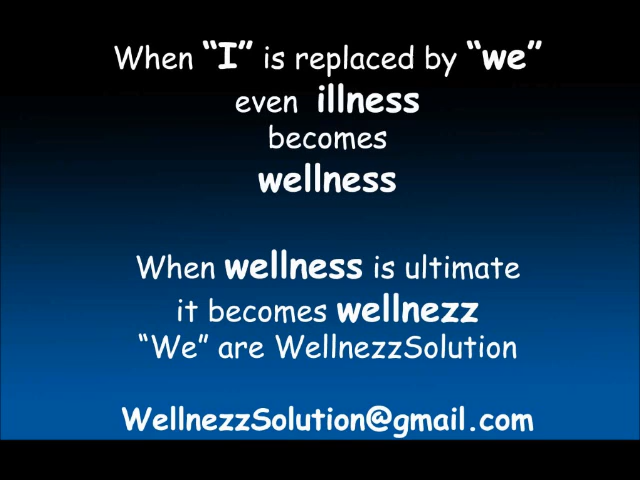 When “I” is replaced by “we”
even illness
becomes
wellness
When wellness is ultimate
it becomes wellnezz
“We” are WellnezzSolution
WellnezzSolution@gmail.com